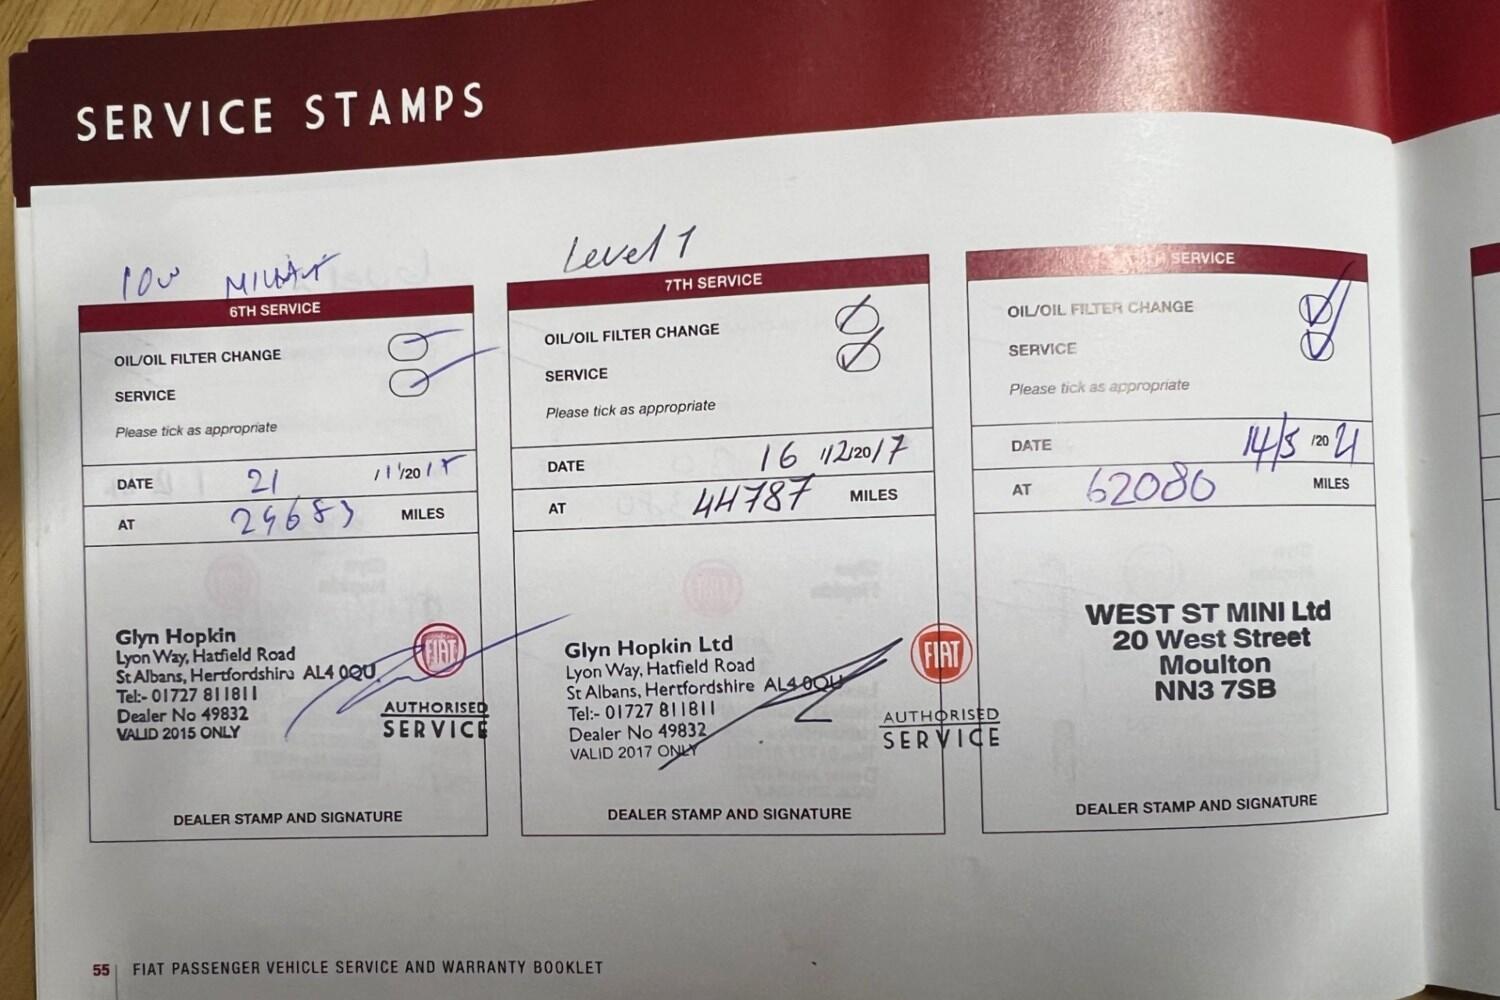 SERVICE STAMPS
low
6TH SERVICE
OIL/OIL FILTER CHANGE
SERVICE
Please tick as appropriate
DATE 21 /11/20
AT 29683 MILES
Glyn Hopkin
Lyon Way, Hatfield Road
St Albans, Hertfordshire AL4 0QU
Tel:- 01727 811811
Dealer No 49832
VALID 2015 ONLY
FIAT
AUTHORISED
SERVICE
DEALER STAMP AND SIGNATURE
Level 1
7TH SERVICE
OIL/OIL FILTER CHANGE
SERVICE
Please tick as appropriate
DATE 16 /12/2017
AT 44787 MILES
Glyn Hopkin Ltd
Lyon Way, Hatfield Road
St Albans, Hertfordshire AL4 0QU
Tel:- 01727 811811
Dealer No 49832
VALID 2017 ONLY
FIAT
AUTHORISED
SERVICE
DEALER STAMP AND SIGNATURE
SERVICE
OIL/OIL FILTER CHANGE
SERVICE
Please tick as appropriate
DATE 14/5 /2021
AT 62080 MILES
WEST ST MINI Ltd
20 West Street
Moulton
NN3 7SB
DEALER STAMP AND SIGNATURE
55 FIAT PASSENGER VEHICLE SERVICE AND WARRANTY BOOKLET